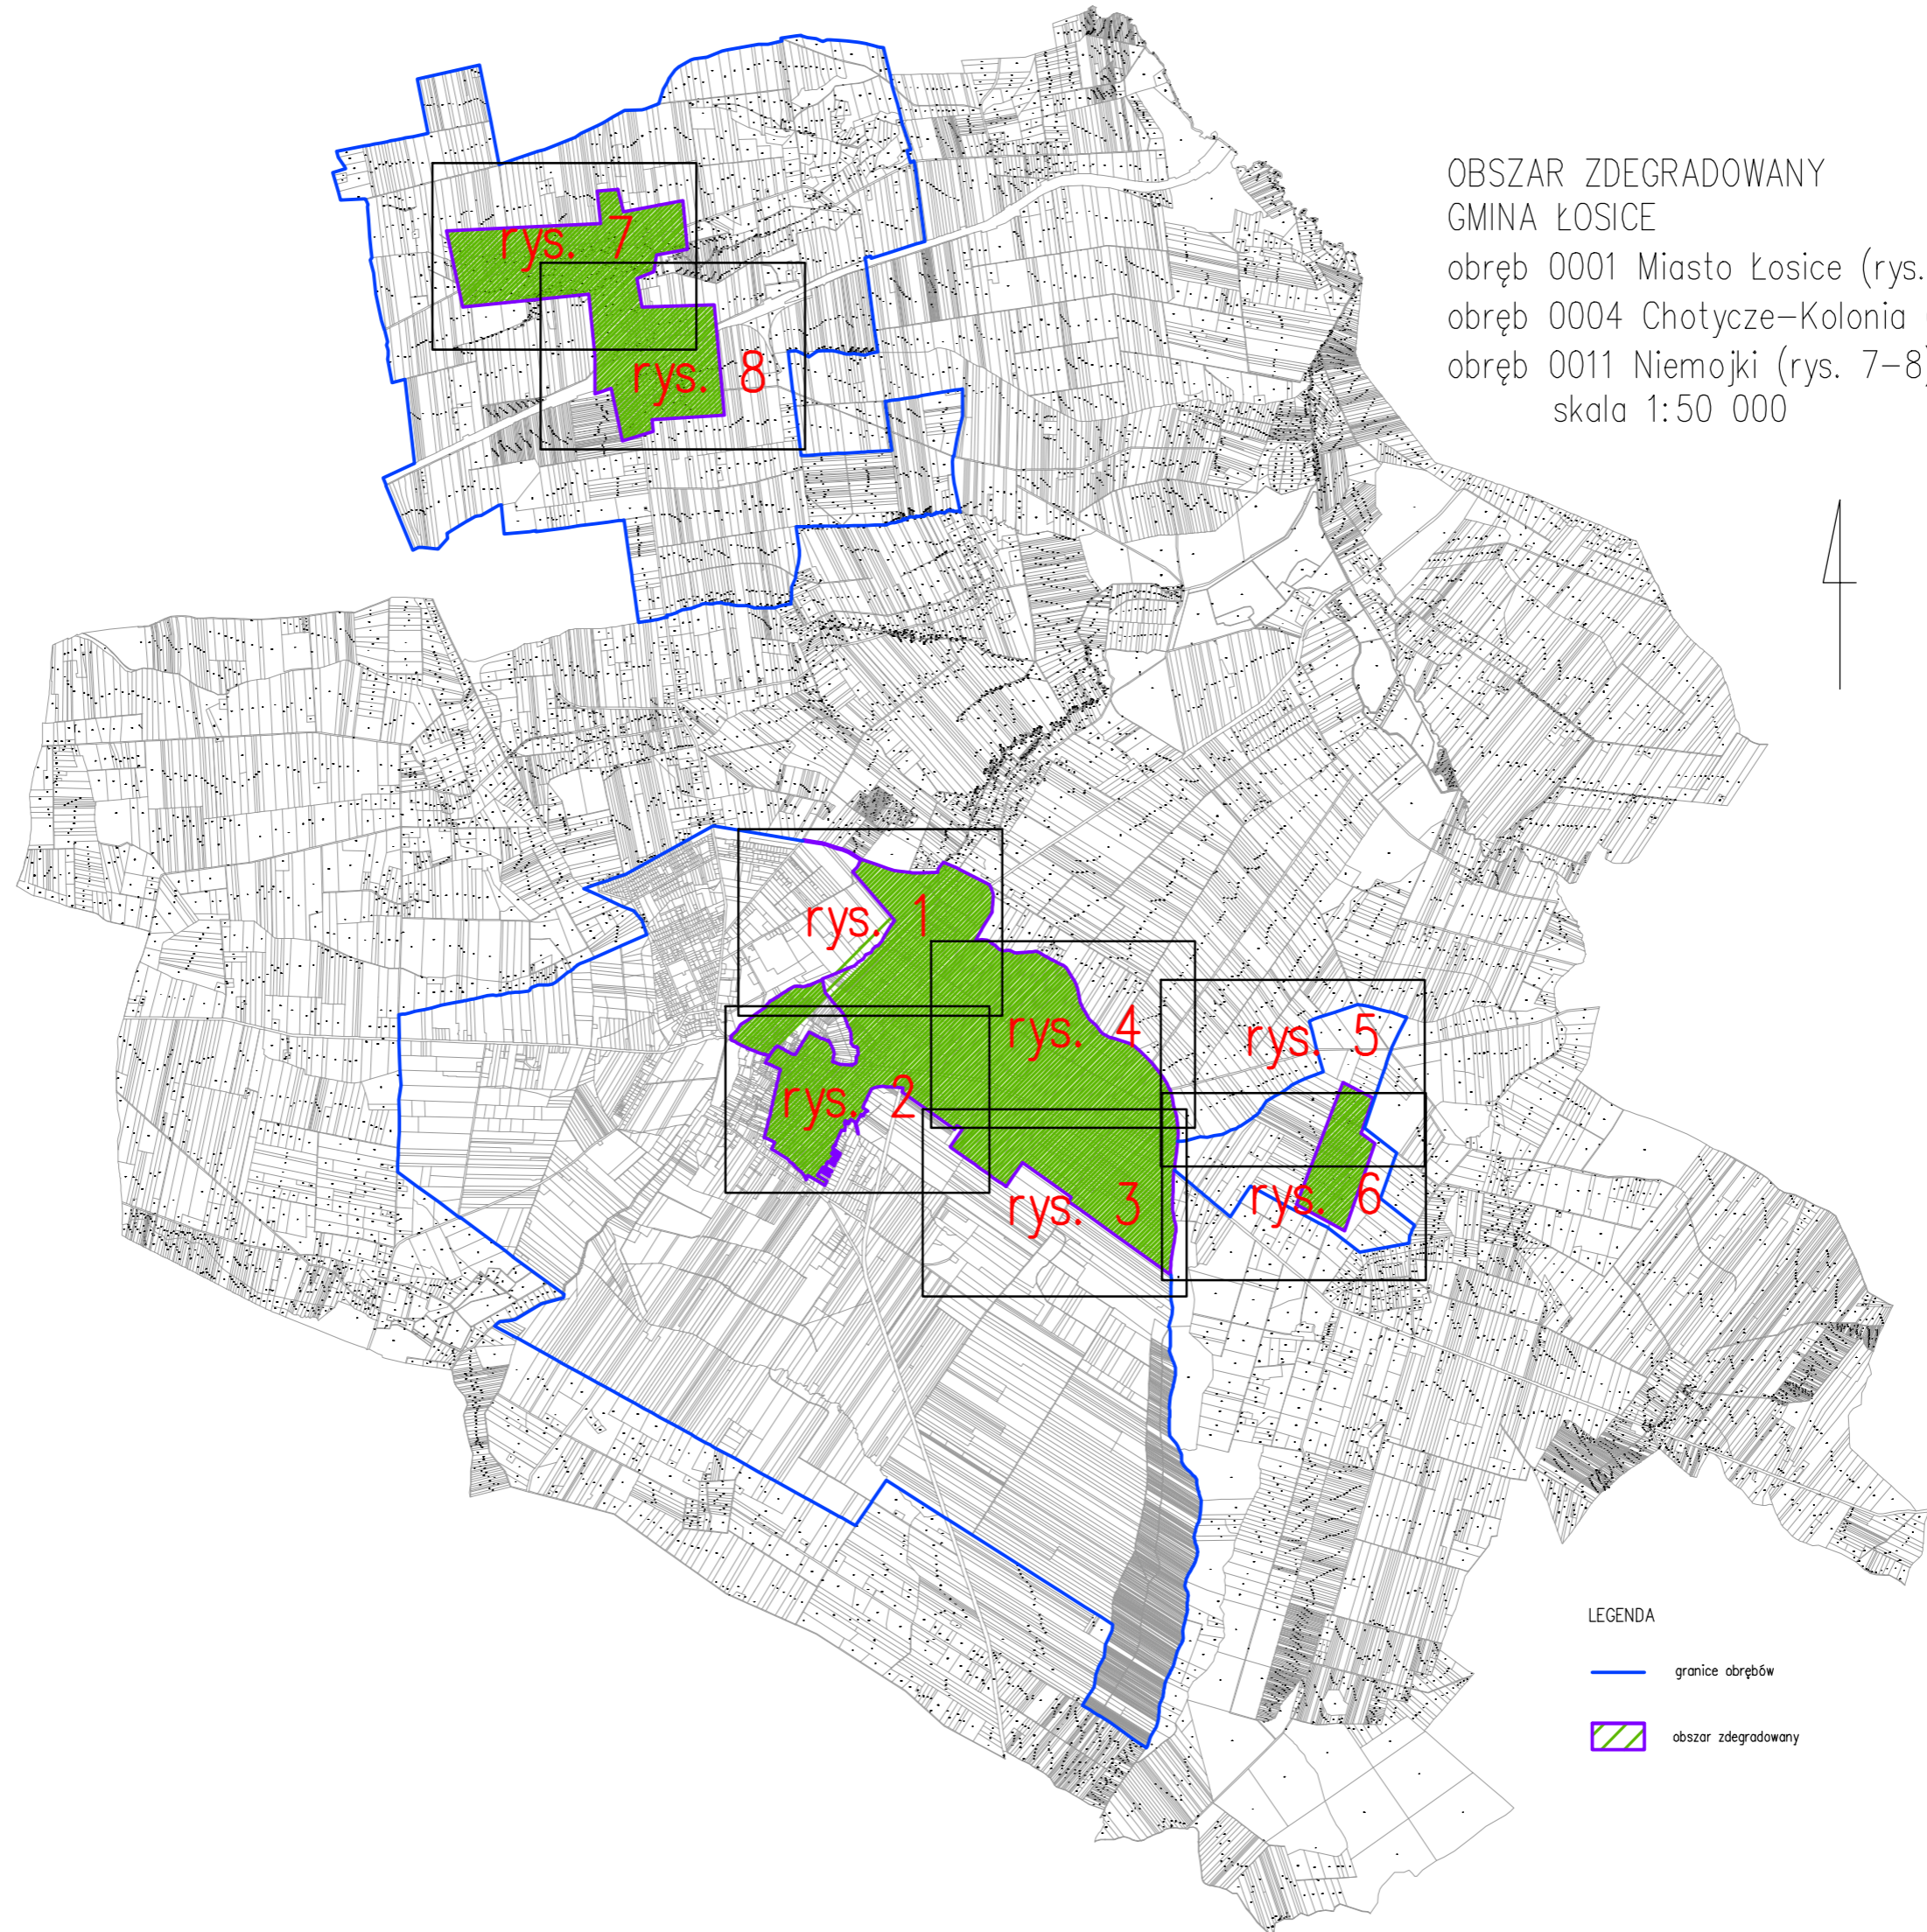 OBSZAR ZDEGRADOWANY
GMINA ŁOSICE
obręb 0001 Miasto Łosice (rys.
obręb 0004 Chotycze-Kolonia (
obręb 0011 Niemojki (rys. 7-8)
skala 1:50 000
rys. 7
rys. 8
rys. 1
rys. 4
rys. 5
rys. 2
rys. 6
rys. 3
LEGENDA
granice obrębów
obszar zdegradowany